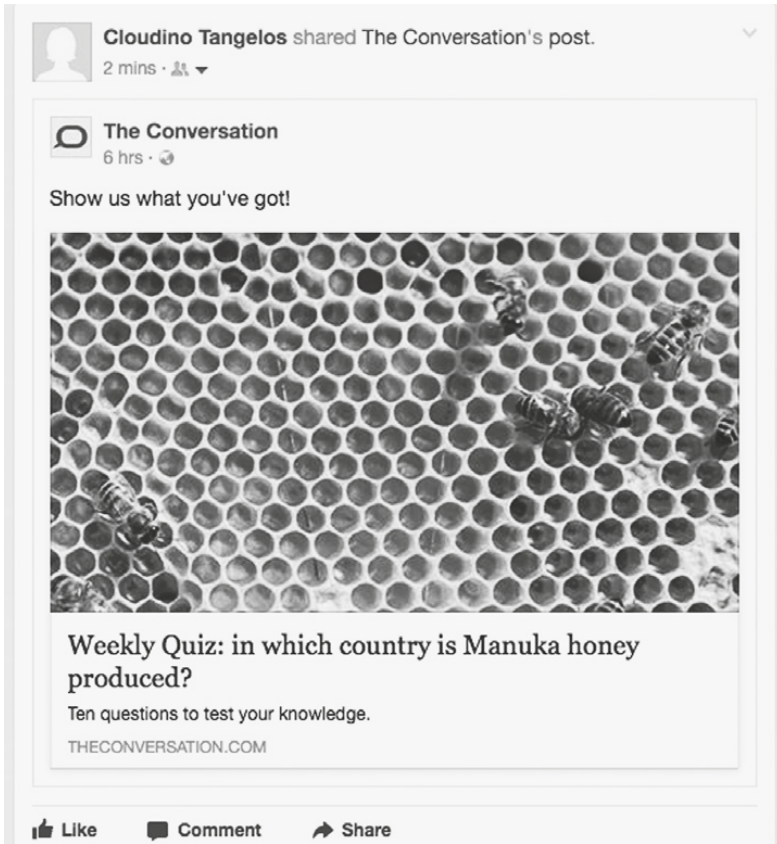 Cloudino Tangelos shared The Conversation's post.
2 mins ·
The Conversation
6 hrs ·
Show us what you've got!
Weekly Quiz: in which country is Manuka honey
produced?
Ten questions to test your knowledge.
THECONVERSATION.COM
Like Comment Share